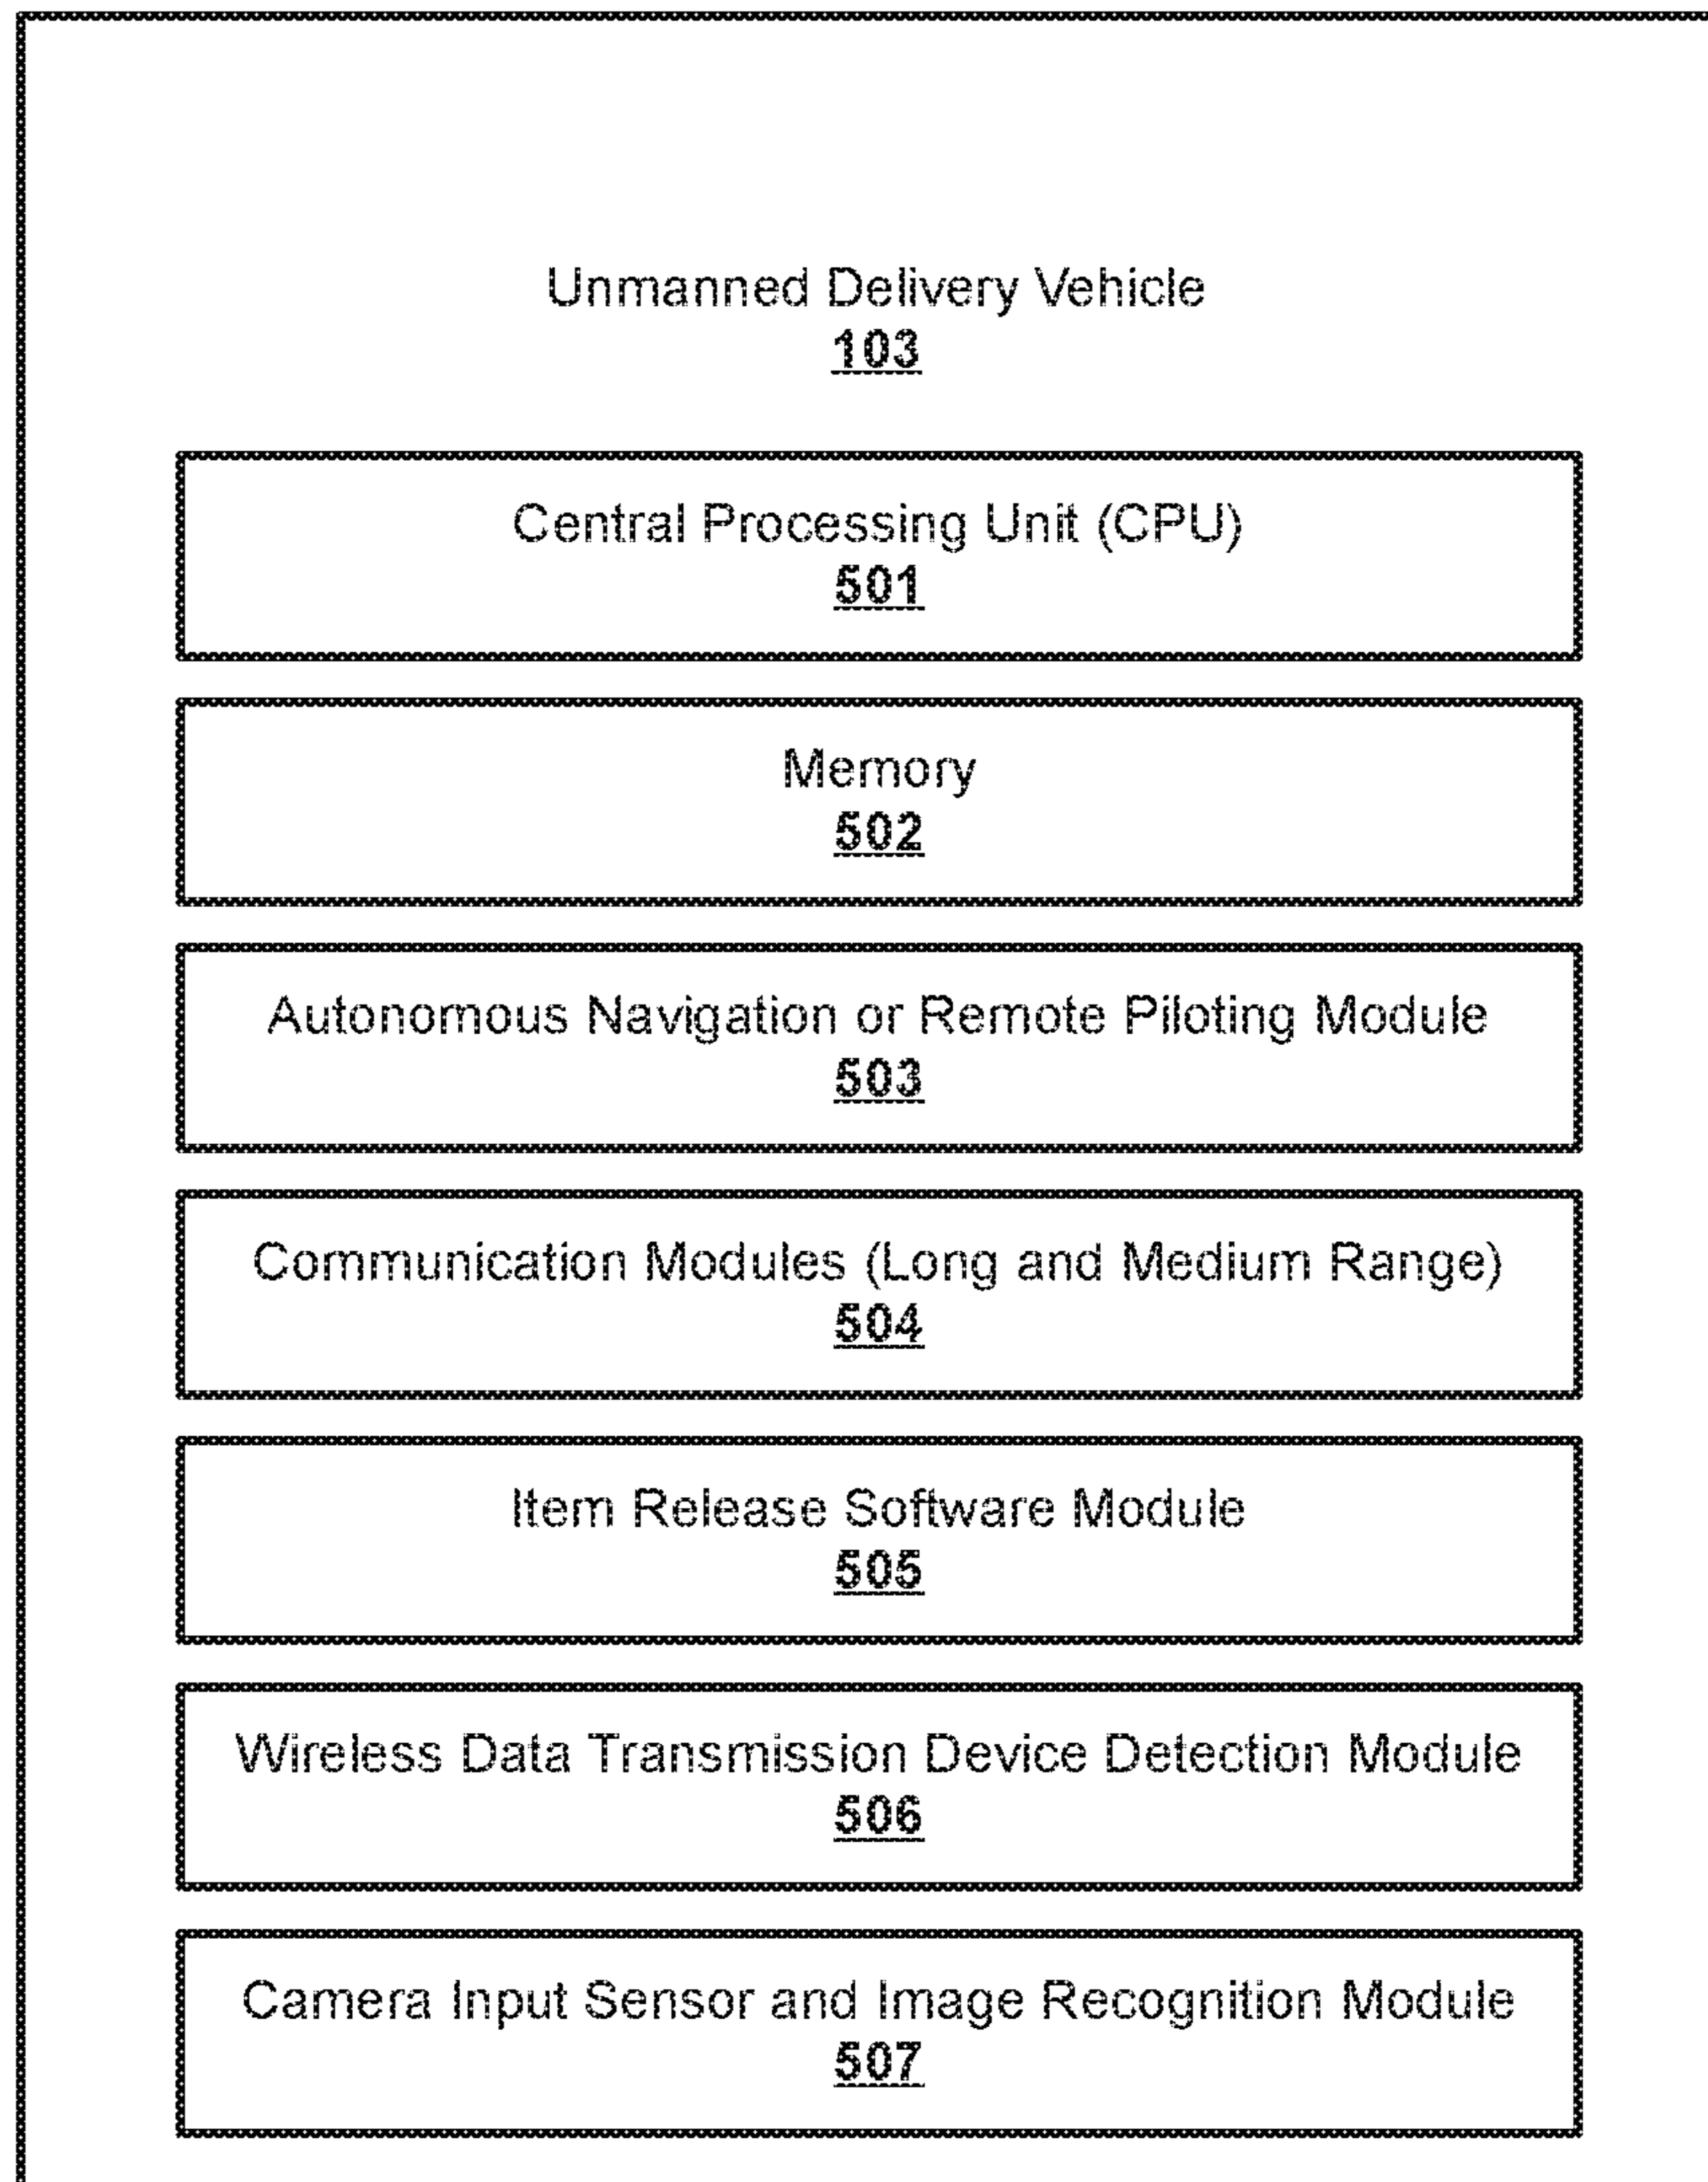 Unmanned Delivery Vehicle
103
Central Processing Unit (CPU)
501
Memory
502
Autonomous Navigation or Remote Piloting Module
503
Communication Modules (Long and Medium Range)
504
Item Release Software Module
505
Wireless Data Transmission Device Detection Module
506
Camera Input Sensor and Image Recognition Module
507